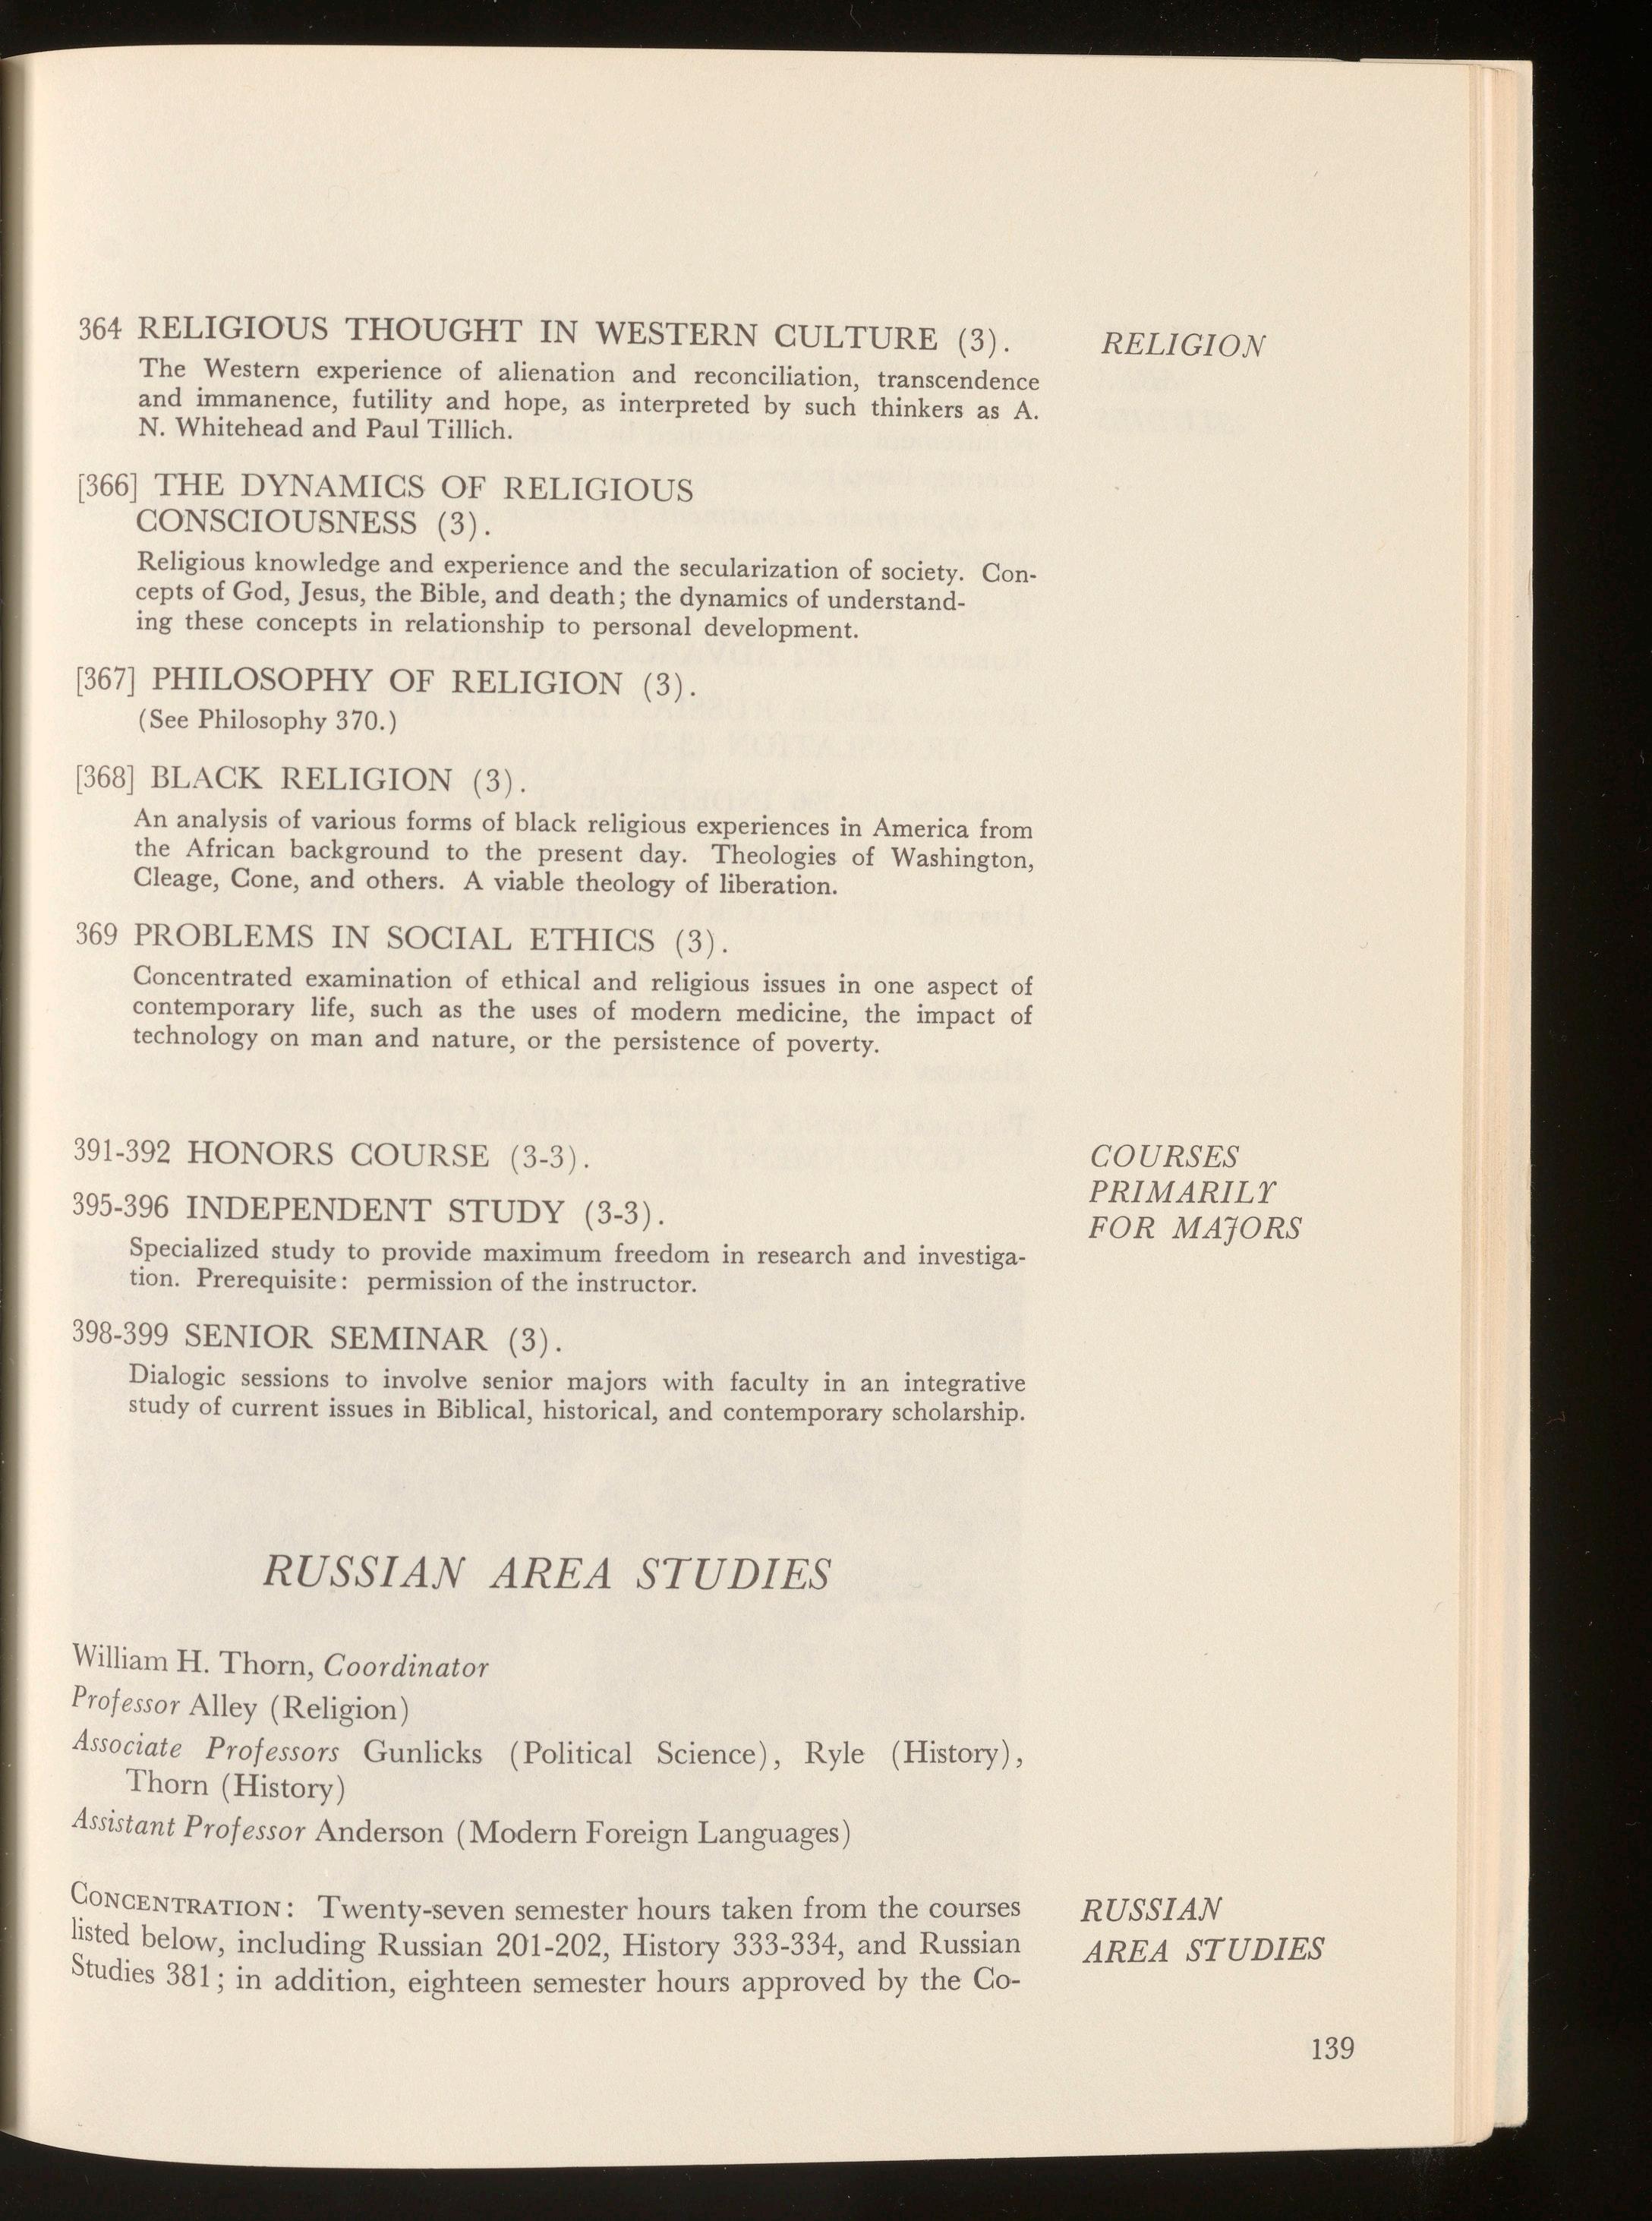 364 RELIGIOUS THOUGHT IN WESTERN CULTURE (3).
RELIGION
The Western experience of alienation and reconciliation, transcendence
and immanence, futility and hope, as interpreted by such thinkers as A.
N. Whitehead and Paul Tillich.
[366] THE DYNAMICS OF RELIGIOUS
CONSCIOUSNESS (3).
Religious knowledge and experience and the secularization of society. Con-
cepts of God, Jesus, the Bible, and death; the dynamics of understand-
ing these concepts in relationship to personal development.
[367] PHILOSOPHY OF RELIGION (3).
(See Philosophy 370.)
[368] BLACK RELIGION (3).
An analysis of various forms of black religious experiences in America from
the African background to the present day. Theologies of Washington,
Cleage, Cone, and others. A viable theology of liberation.
369 PROBLEMS IN SOCIAL ETHICS (3).
Concentrated examination of ethical and religious issues in one aspect of
contemporary life, such as the uses of modern medicine, the impact of
technology on man and nature, or the persistence of poverty.
391-392 HONORS COURSE (3-3).
COURSES
PRIMARILY
FOR MAJORS
395-396 INDEPENDENT STUDY (3-3).
Specialized study to provide maximum freedom in research and investiga-
tion. Prerequisite: permission of the instructor.
398-399 SENIOR SEMINAR (3).
Dialogic sessions to involve senior majors with faculty in an integrative
study of current issues in Biblical, historical, and contemporary scholarship.
RUSSIAN AREA STUDIES
William H. Thorn, Coordinator
Professor Alley (Religion)
Associate Professors Gunlicks (Political Science), Ryle (History),
Thorn (History)
Assistant Professor Anderson (Modern Foreign Languages)
CONCENTRATION: Twenty-seven semester hours taken from the courses
listed below, including Russian 201-202, History 333-334, and Russian
Studies 381; in addition, eighteen semester hours approved by the Co-
RUSSIAN
AREA STUDIES
139